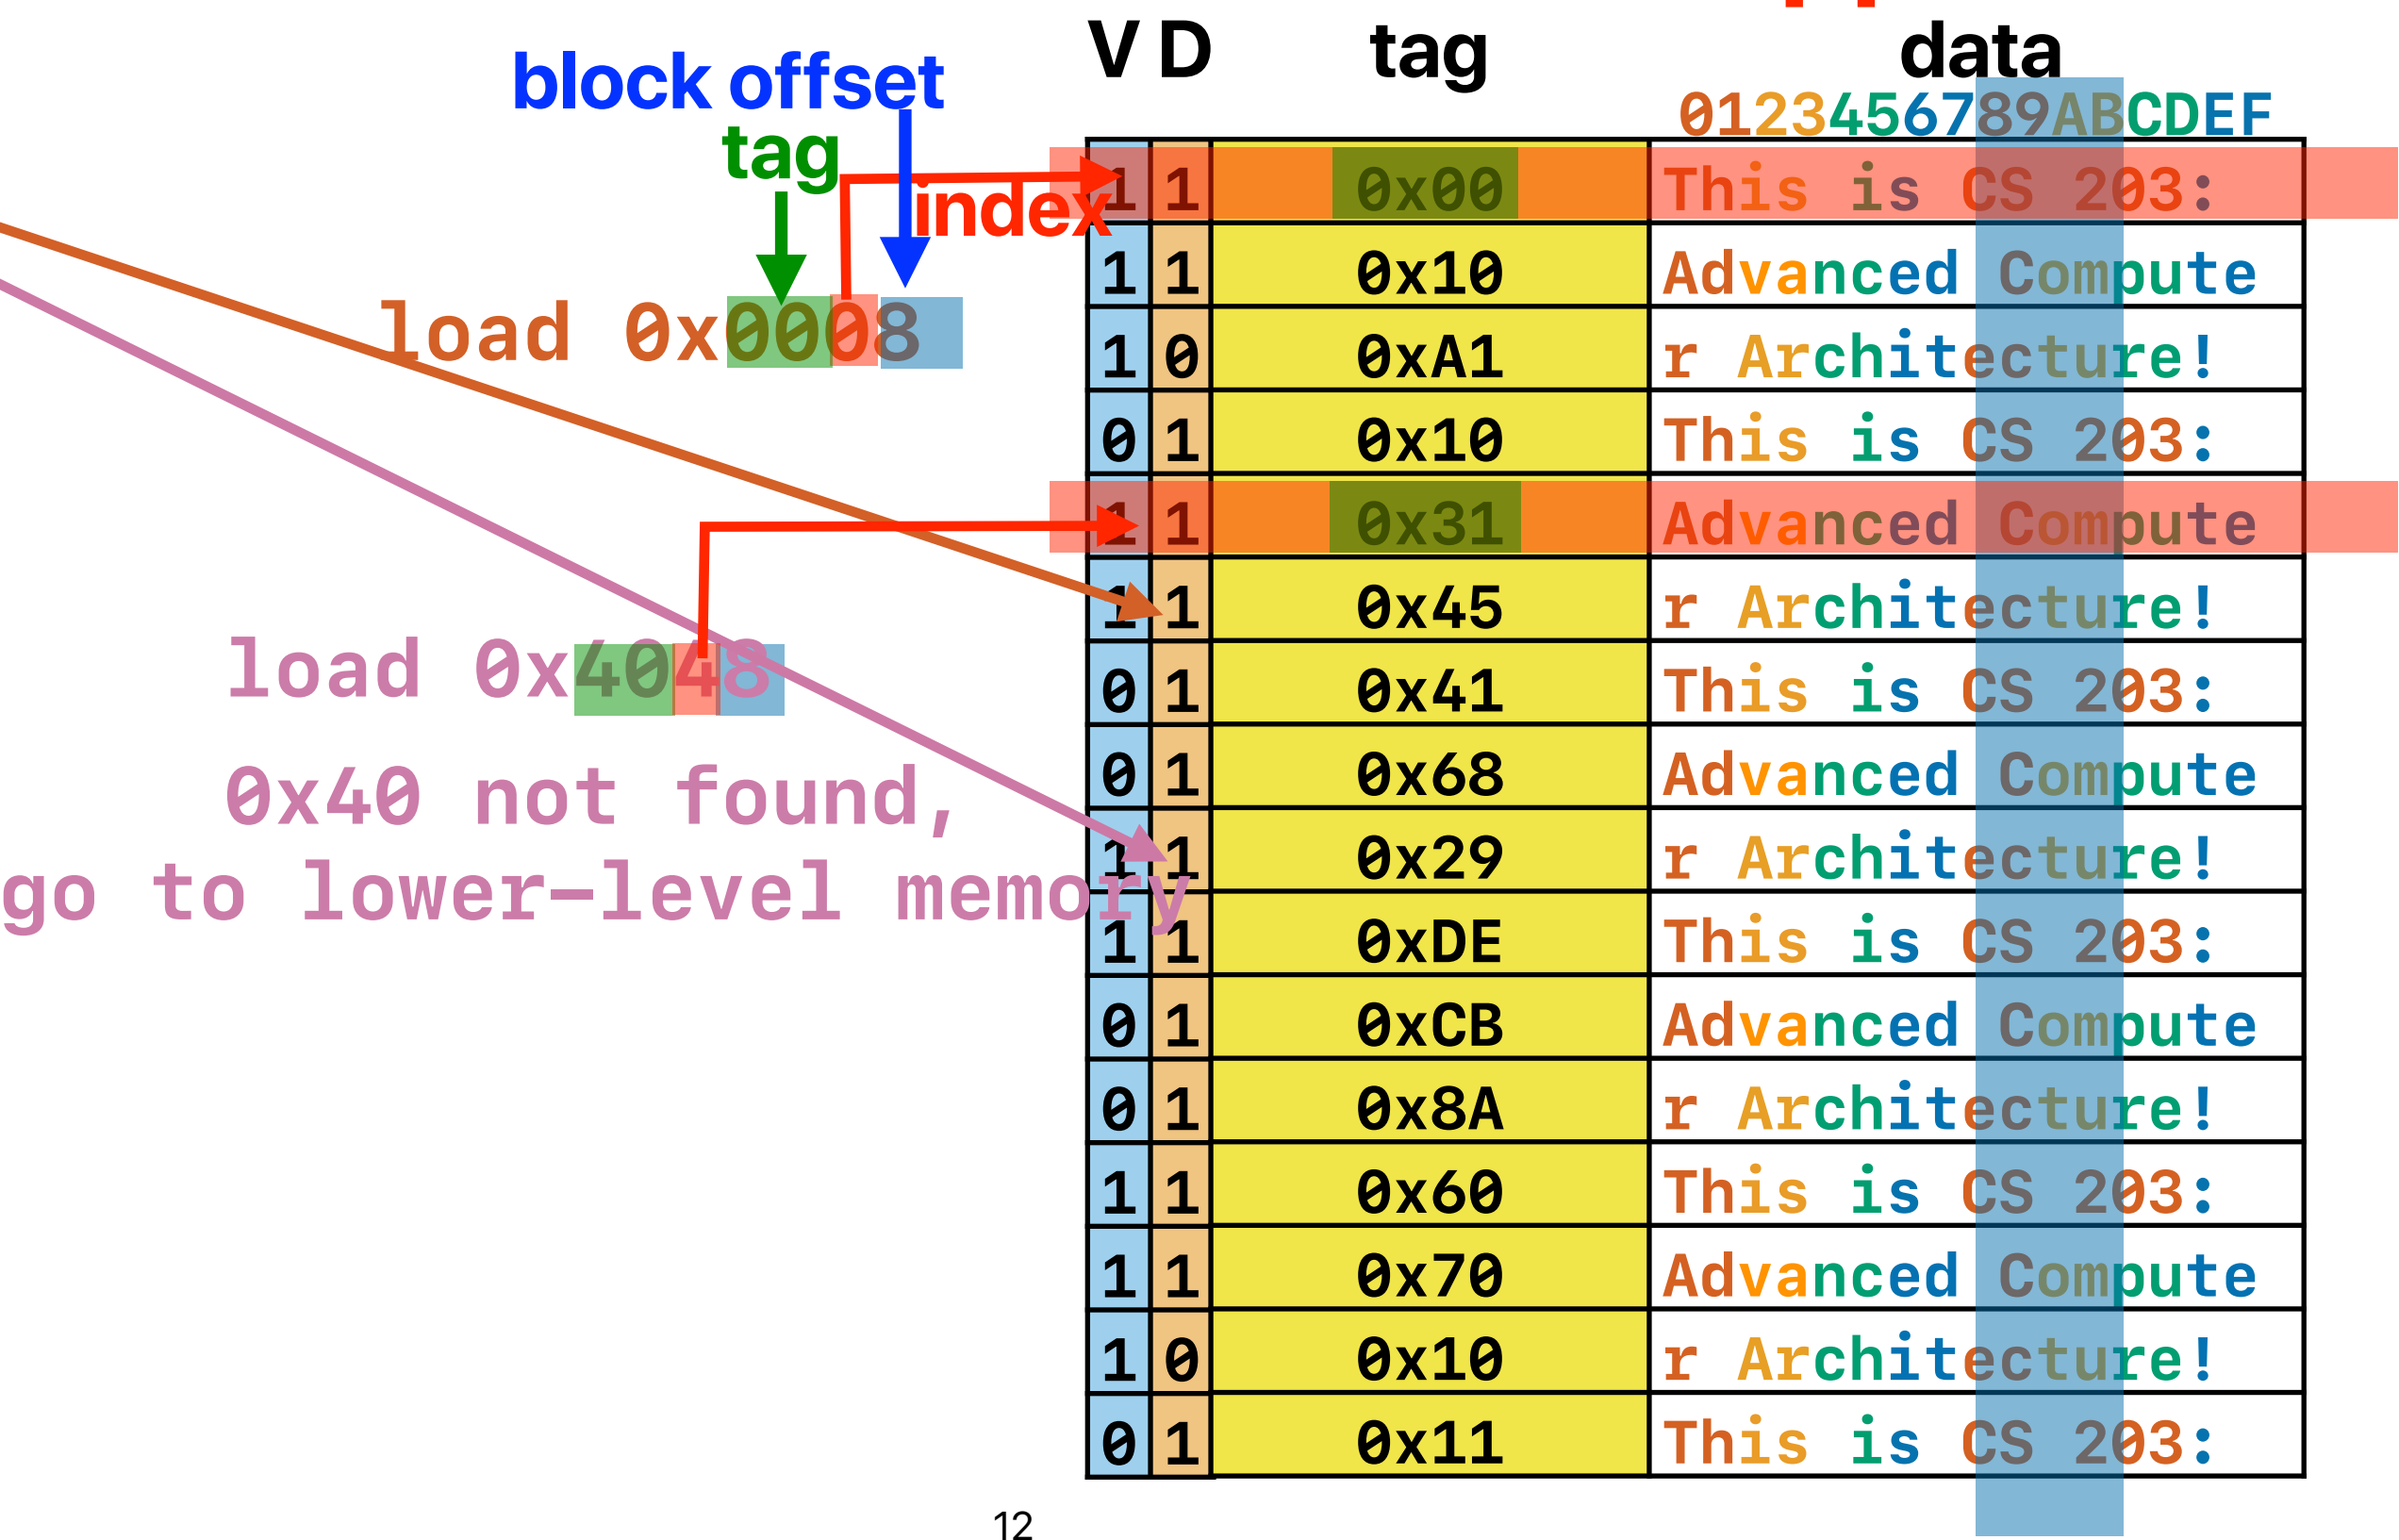 V D tag data
block offset
0123456789ABCDEF
tag
index
1 1 0x00 This is CS 203:
1 1 0x10 Advanced Compute
load 0x0008
1 0 0xA1 r Architecture!
0 1 0x10 This is CS 203:
1 1 0x31 Advanced Compute
1 1 0x45 r Architecture!
load 0x4048
0 1 0x41 This is CS 203:
0x40 not found,
0 1 0x68 Advanced Compute
go to lower-level memory
1 1 0x29 r Architecture!
1 1 0xDE This is CS 203:
0 1 0xCB Advanced Compute
0 1 0x8A r Architecture!
1 1 0x60 This is CS 203:
1 1 0x70 Advanced Compute
1 0 0x10 r Architecture!
0 1 0x11 This is CS 203:
12